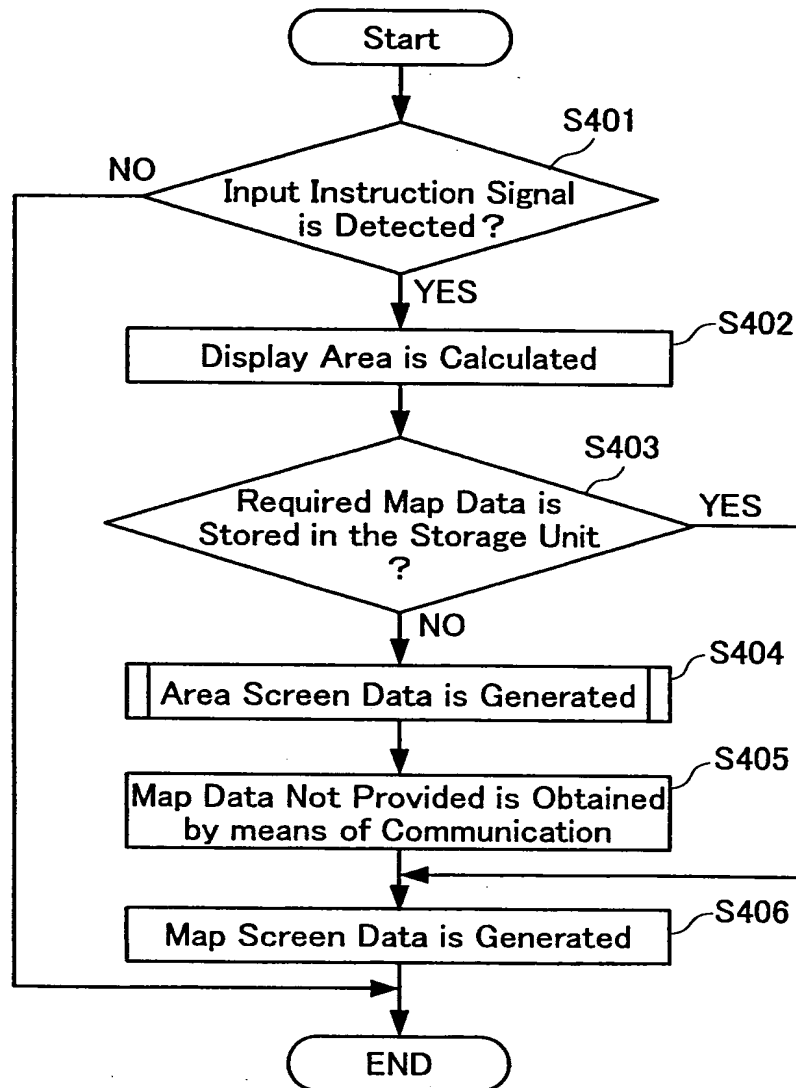 Start
S401
NO
Input Instruction Signal
is Detected?
YES
S402
Display Area is Calculated
S403
Required Map Data is
Stored in the Storage Unit
?
YES
NO
S404
Area Screen Data is Generated
S405
Map Data Not Provided is Obtained
by means of Communication
S406
Map Screen Data is Generated
END